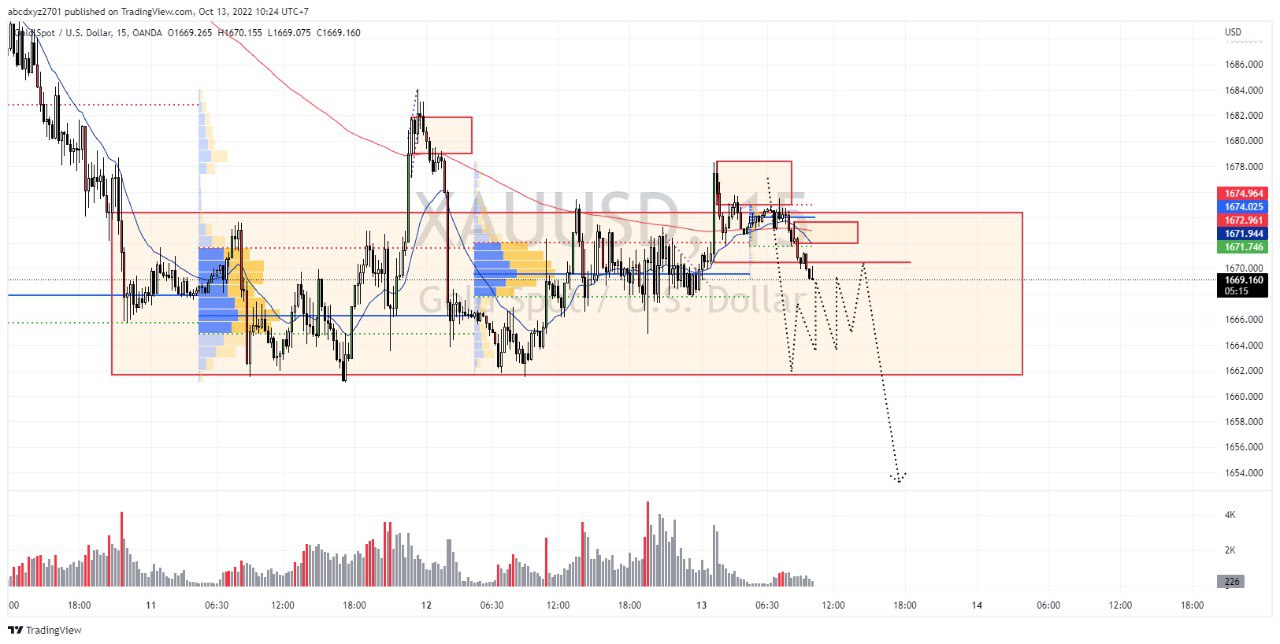 abcdxyz2701 published on TradingView.com, Oct 13, 2022 10:24 UTC+7
Gold Spot / U.S. Dollar, 15, OANDA O1669.265 H1670.155 L1669.075 C1669.160
USD
1686.000
1684.000
1682.000
1680.000
1678.000
XAUUSD, 15
Gold Spot / U.S. Dollar
1674.964
1674.025
1672.961
1671.944
1671.746
1670.000
1669.160
05:15
1666.000
1664.000
1662.000
1660.000
1658.000
1656.000
1654.000
4K
2K
226
00 18:00 11 06:30 12:00 18:00 12 06:30 12:00 18:00 13 06:30 12:00 18:00 14 06:00 12:00 18:00
TradingView